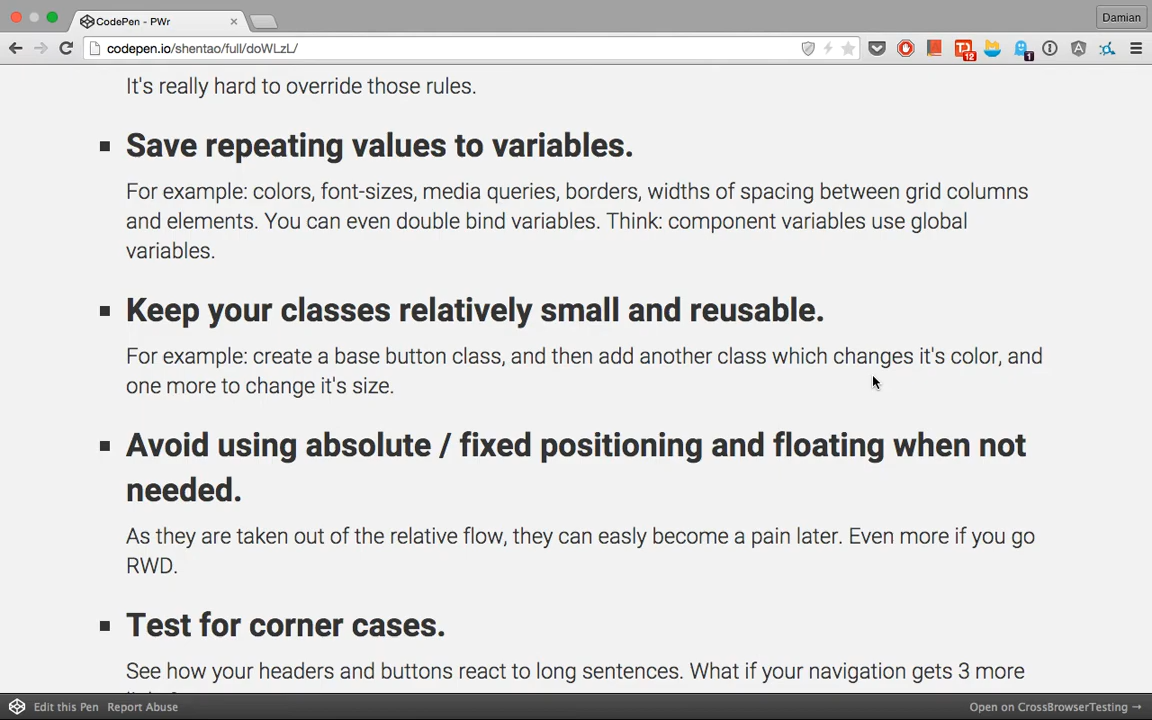 CodePen - PWr
Damian
codepen.io/shentao/full/doWLzL/
12
1
It's really hard to override those rules.
Save repeating values to variables.
For example: colors, font-sizes, media queries, borders, widths of spacing between grid columns
and elements. You can even double bind variables. Think: component variables use global
variables.
Keep your classes relatively small and reusable.
For example: create a base button class, and then add another class which changes it's color, and
one more to change it's size.
Avoid using absolute / fixed positioning and floating when not
needed.
As they are taken out of the relative flow, they can easily become a pain later. Even more if you go
RWD.
Test for corner cases.
See how your headers and buttons react to long sentences. What if your navigation gets 3 more
Edit this Pen Report Abuse
Open on CrossBrowserTesting →